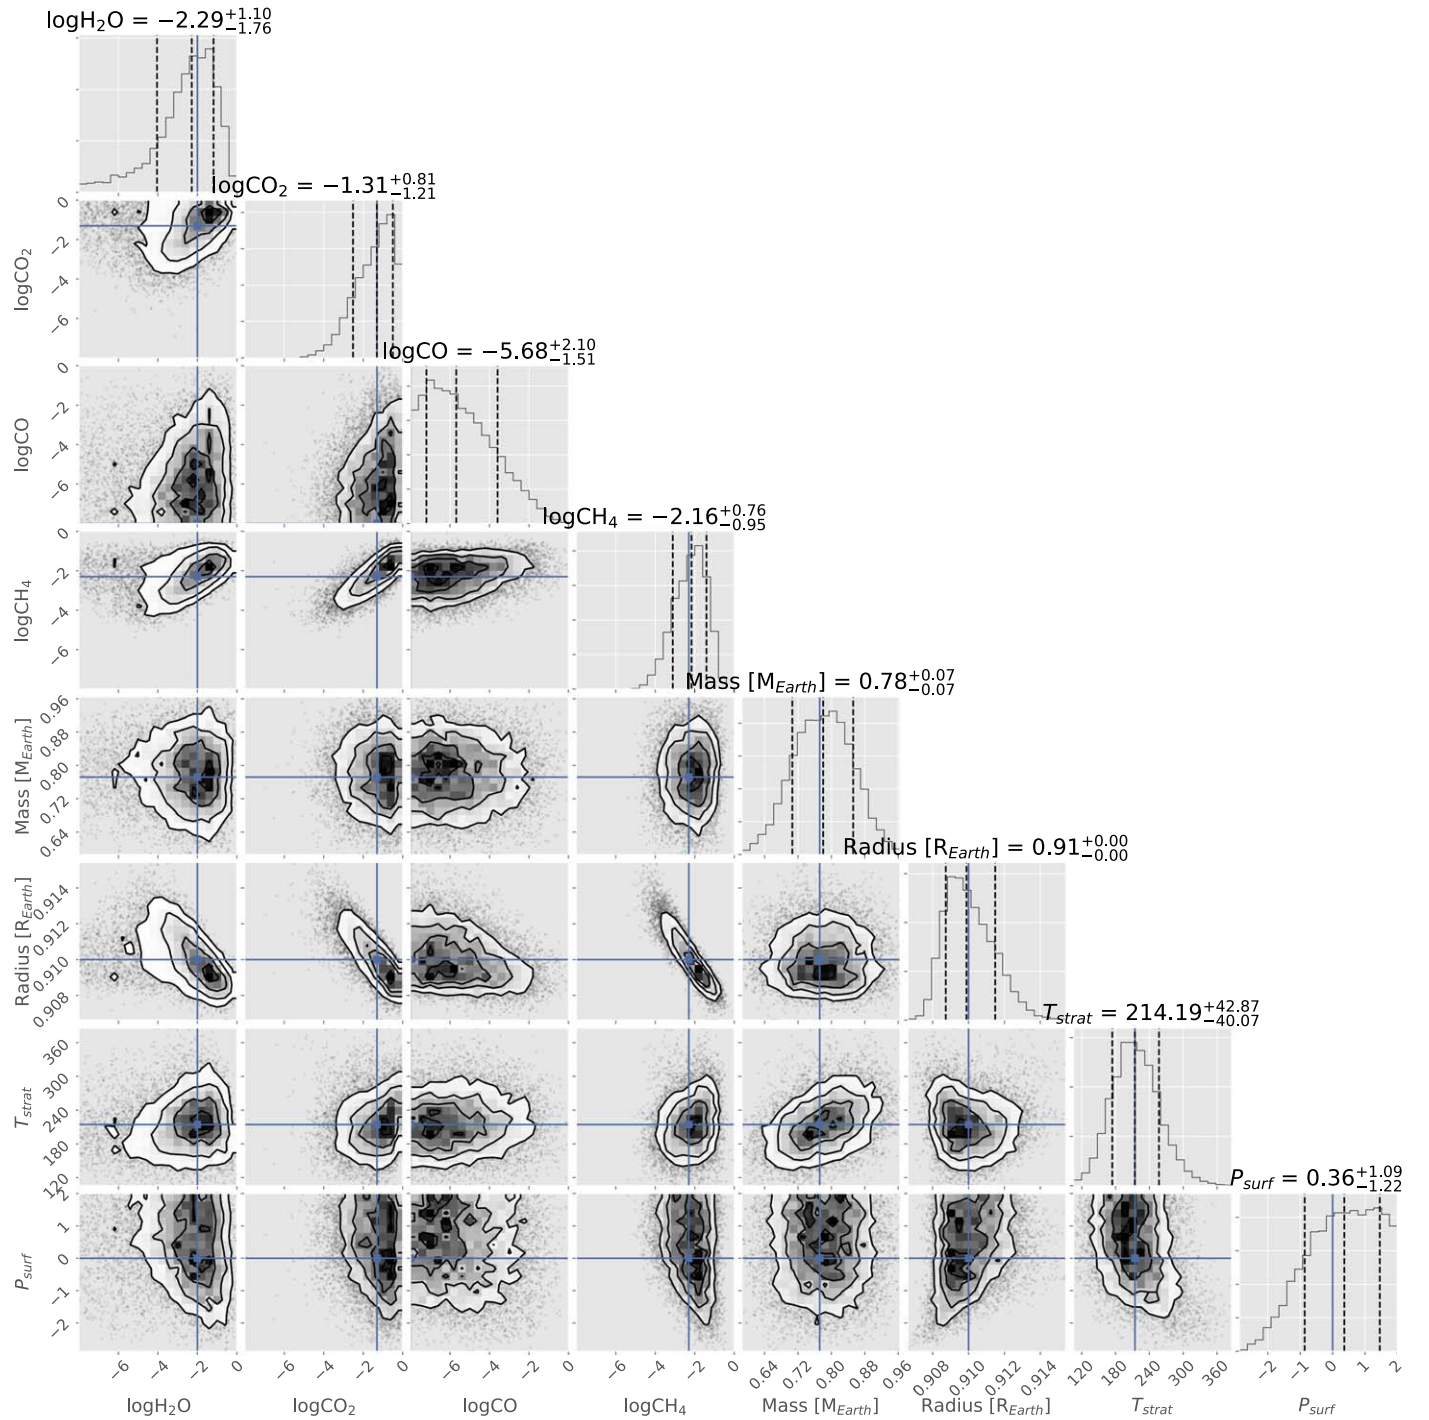 logH₂O = −2.29+1.10 −1.76
logCO₂ = −1.31+0.81 −1.21
0
−2
−4
−6
logCO₂
logCO = −5.68+2.10 −1.51
0
−2
−4
−6
logCO
logCH₄ = −2.16+0.76 −0.95
0
−2
−4
−6
logCH₄
Mass [M_Earth] = 0.78+0.07 −0.07
0.96
0.88
0.80
0.72
0.64
Mass [M_Earth]
Radius [R_Earth] = 0.91+0.00 −0.00
0.914
0.912
0.910
0.908
Radius [R_Earth]
T_strat = 214.19+42.87 −40.07
360
300
240
180
120
T_strat
P_surf = 0.36+1.09 −1.22
2
1
0
−1
−2
P_surf
−6 −4 −2 0
−6 −4 −2 0
−6 −4 −2 0
−6 −4 −2 0
0.64 0.72 0.80 0.88 0.96
0.908 0.910 0.912 0.914
120 180 240 300 360
−2 −1 0 1 2
logH₂O logCO₂ logCO logCH₄ Mass [M_Earth] Radius [R_Earth] T_strat P_surf